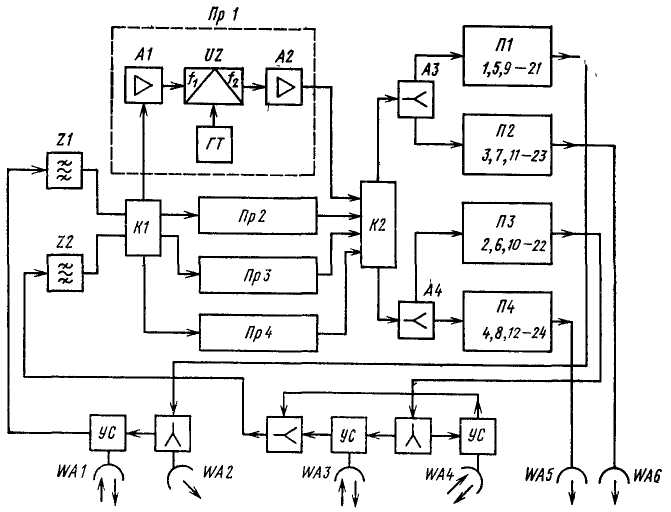 Пр 1
A1
UZ
A2
f1
f2
ГТ
Z1
Z2
К1
Пр 2
Пр 3
Пр 4
К2
A3
A4
П1
1,5,9—21
П2
3,7,11—23
П3
2,6,10—22
П4
4,8,12—24
УС
УС
УС
WA1
WA2
WA3
WA4
WA5
WA6